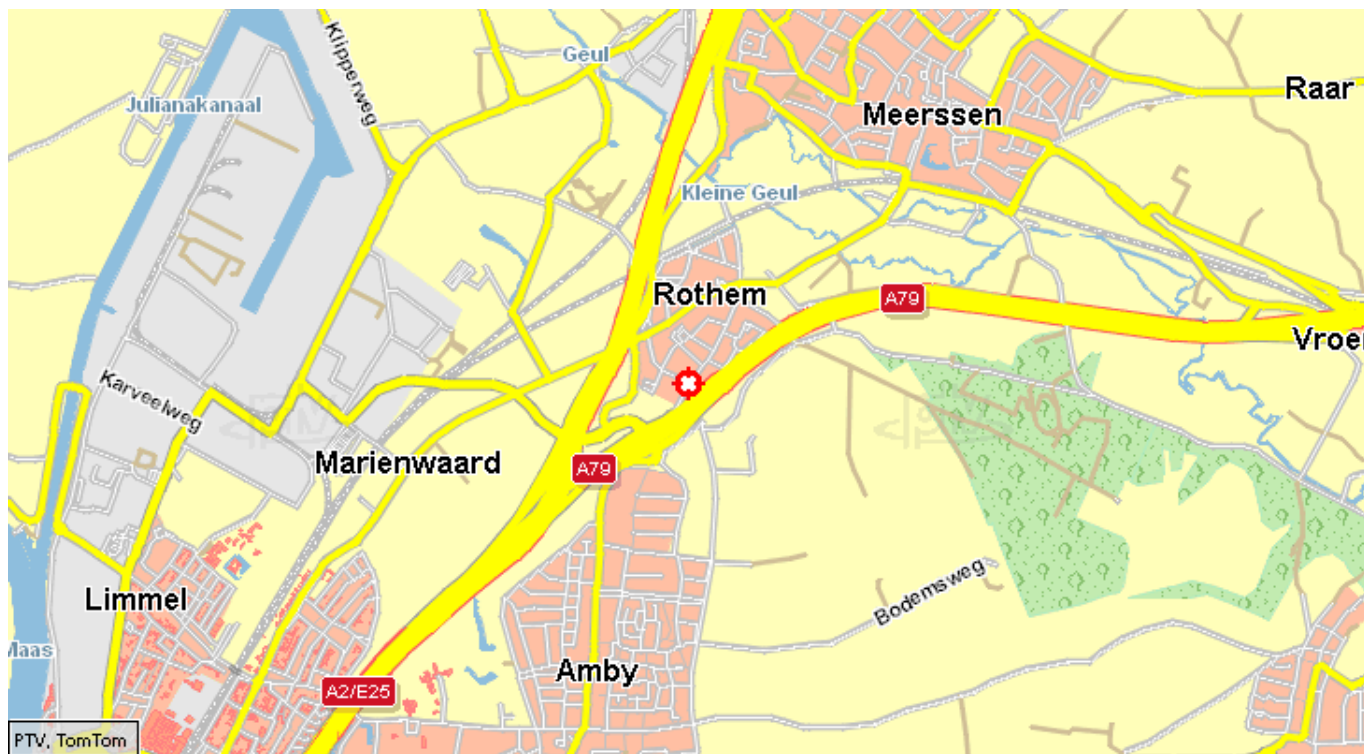 Klipperweg
Geul
Julianakanaal
Raar
Meerssen
Kleine Geul
Rothem
A79
Vroe
Karveelweg
Marienwaard
A79
Limmel
Bodemsweg
Maas
Amby
A2/E25
PTV, TomTom